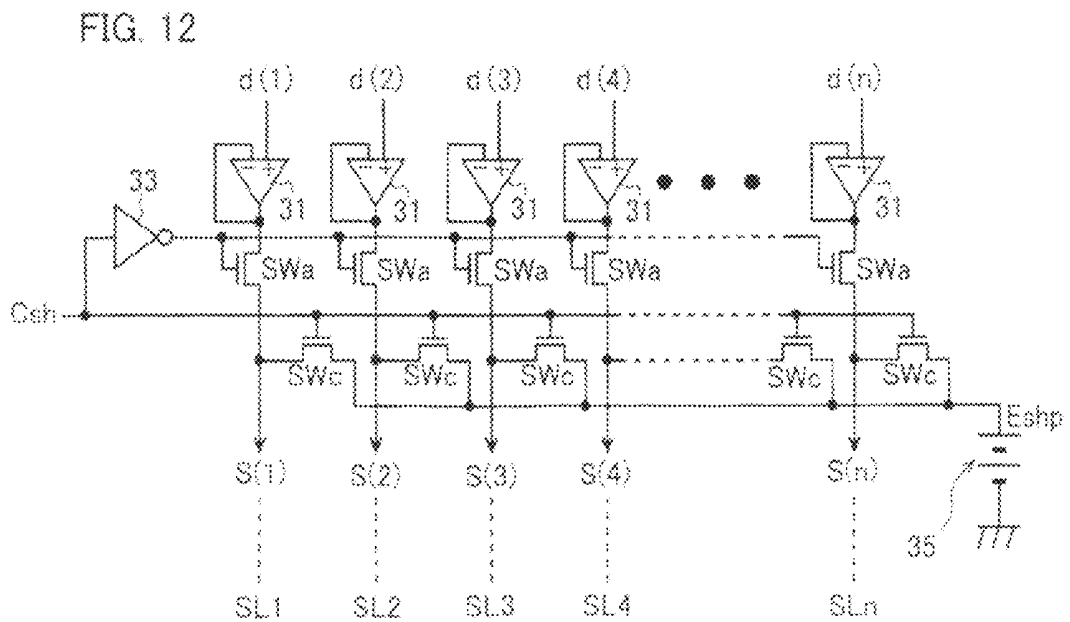 FIG. 12
d(1) d(2) d(3) d(4) d(n)
33
- + - + - + - + - +
31 31 31 31 31
SWa SWa SWa SWa SWa
Csh
SWc SWc SWc SWc SWc
Eshp
S(1) S(2) S(3) S(4) S(n)
35
SL1 SL2 SL3 SL4 SLn